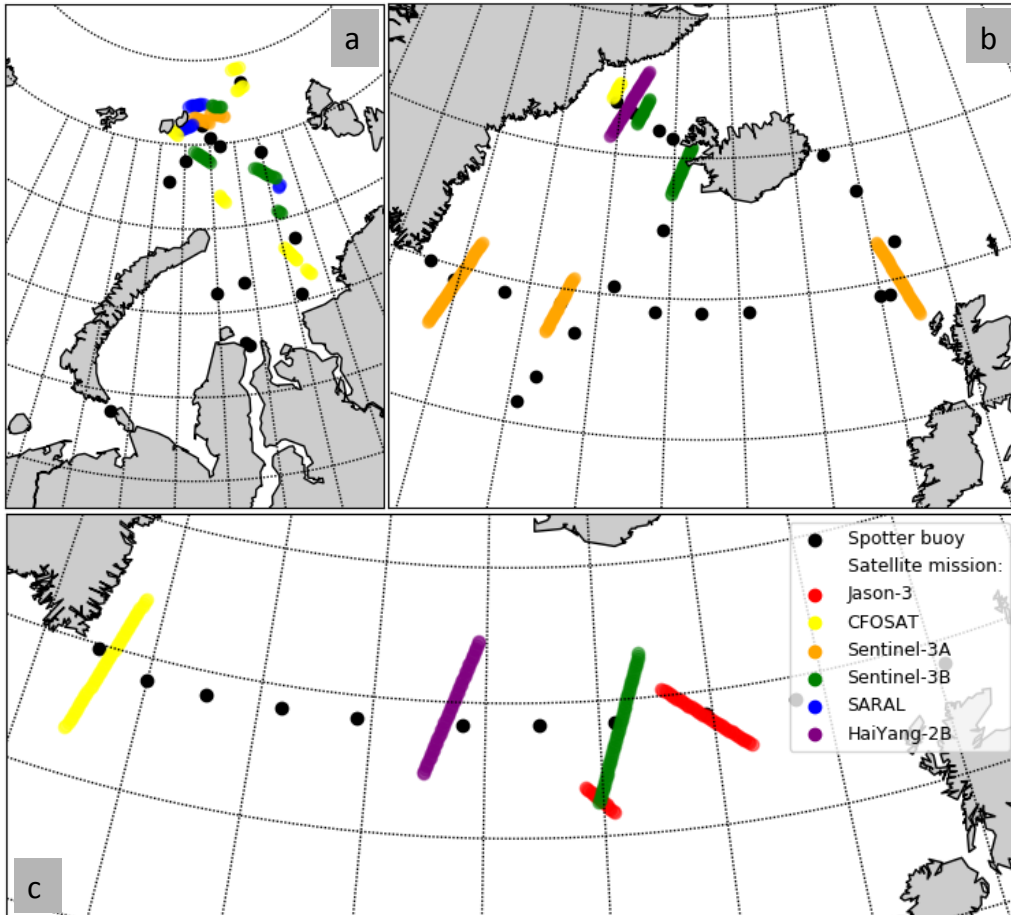 a
b
Spotter buoy
Satellite mission:
Jason-3
CFOSAT
Sentinel-3A
Sentinel-3B
SARAL
HaiYang-2B
c